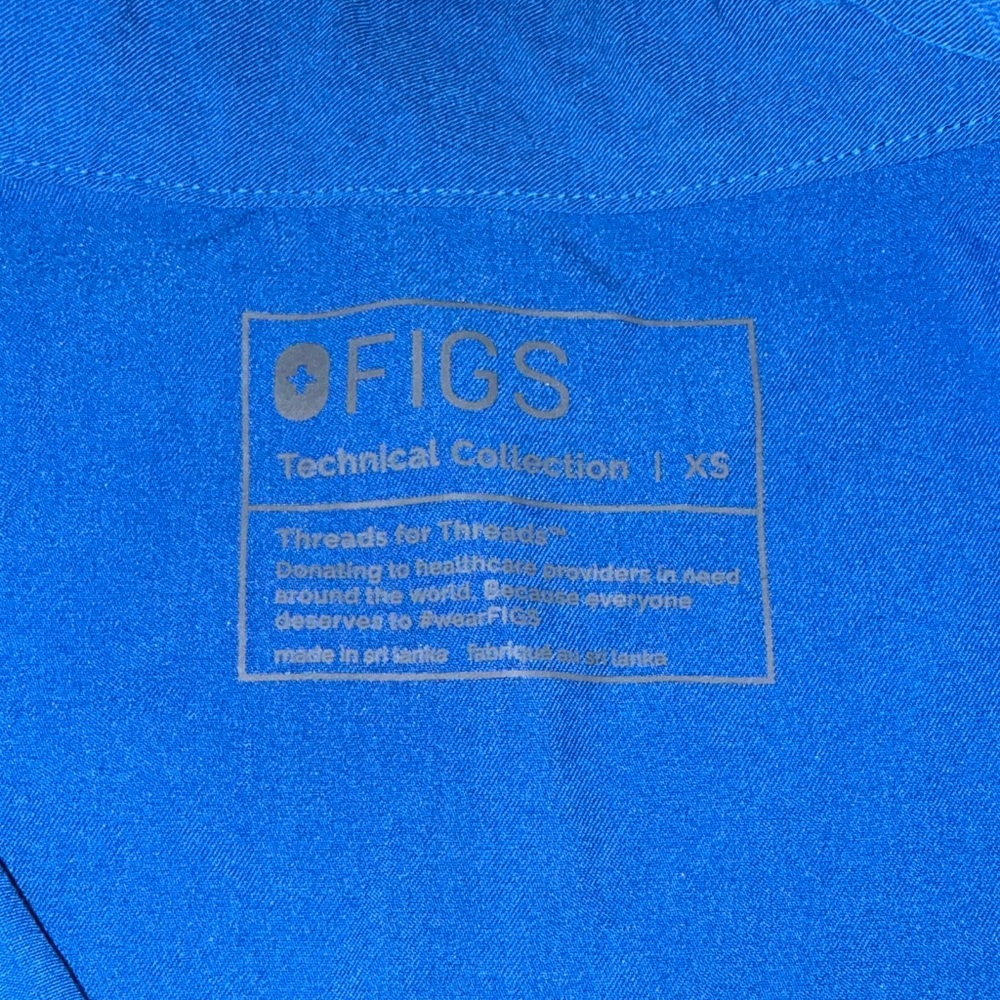 FIGS
Technical Collection | XS
Threads for Threads™
Donating to healthcare providers in need
around the world. Because everyone
deserves to #wearFIGS
made in sri lanka fabriqué au sri lanka